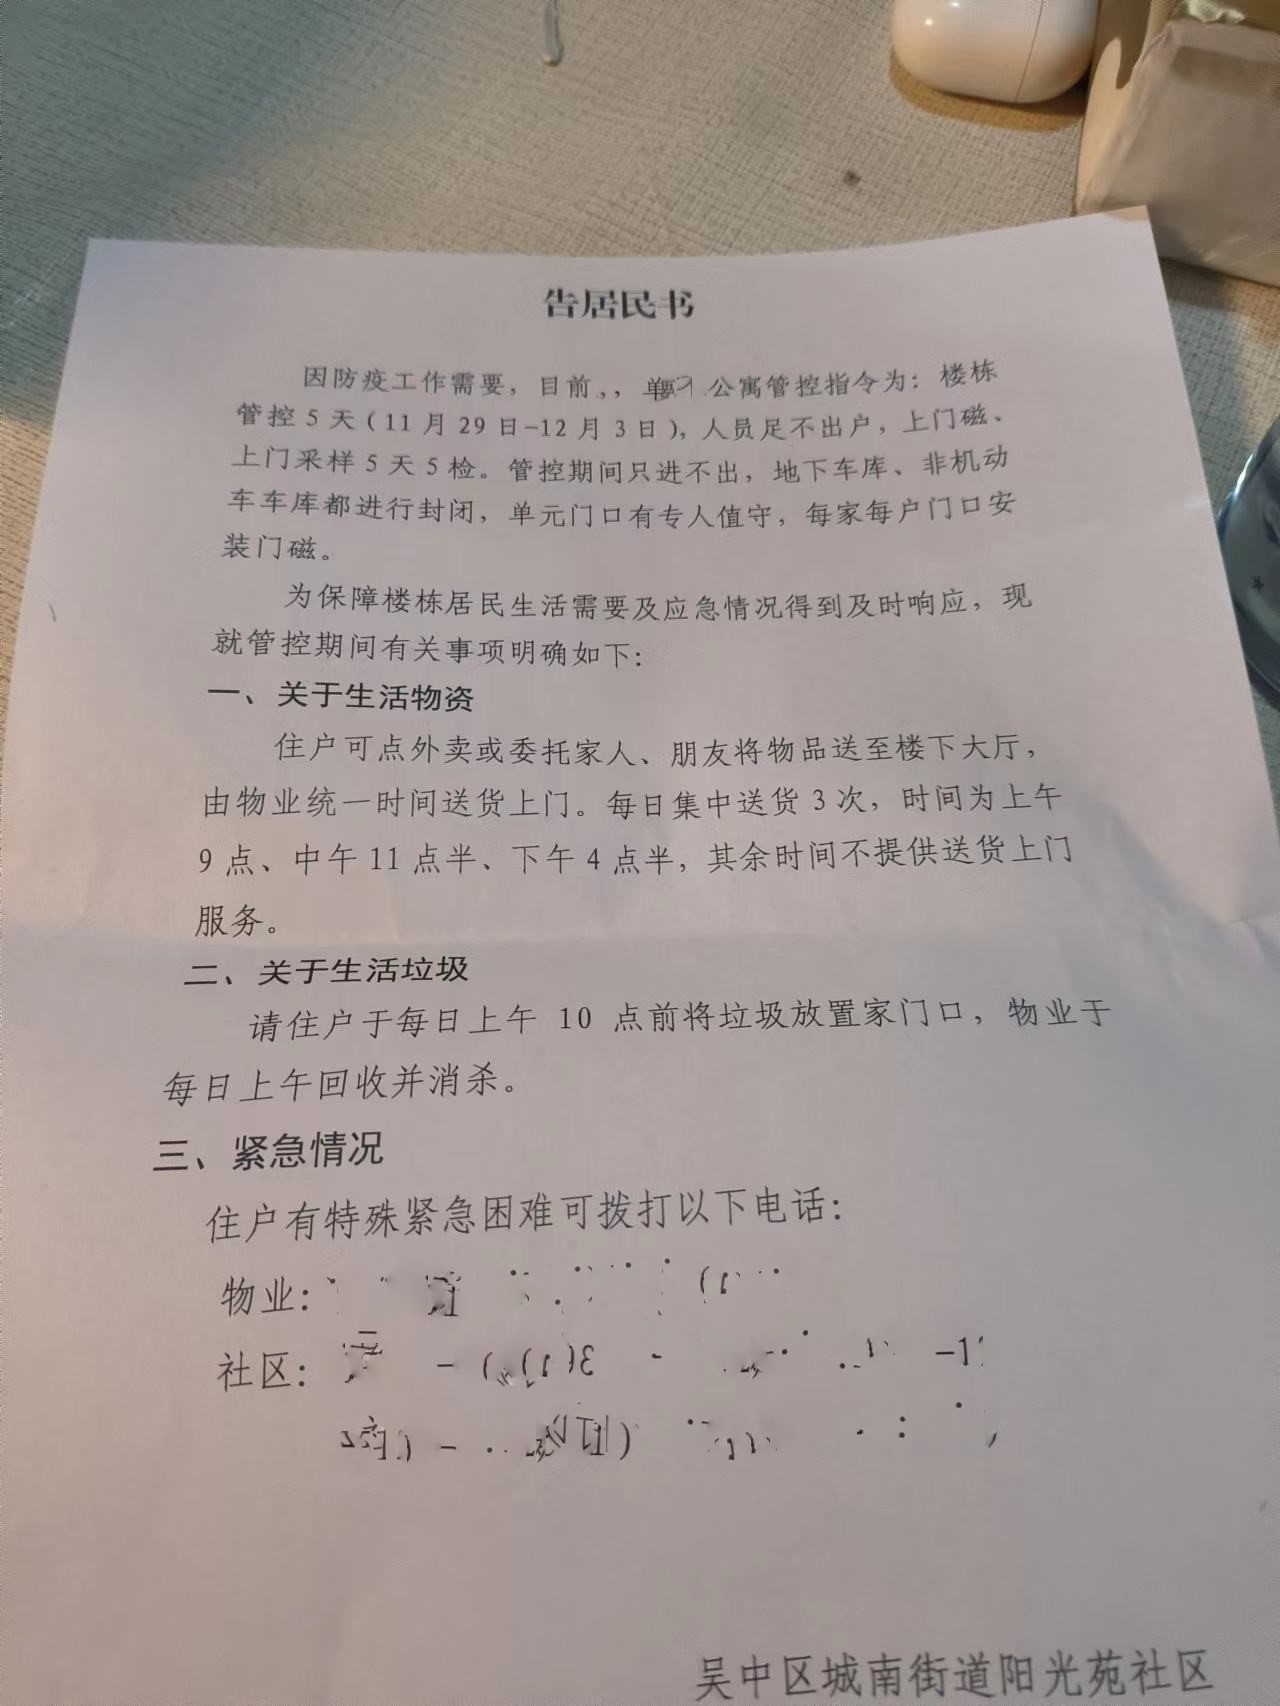 告居民书
因防疫工作需要，目前，，公寓管控指令为：楼栋
管控5天（11月29日-12月3日），人员足不出户，上门磁、
上门采样5天5检。管控期间只进不出，地下车库、非机动
车车库都进行封闭，单元门口有专人值守，每家每户门口安
装门磁。
为保障楼栋居民生活需要及应急情况得到及时响应，现
就管控期间有关事项明确如下：
一、关于生活物资
住户可点外卖或委托家人、朋友将物品送至楼下大厅，
由物业统一时间送货上门。每日集中送货3次，时间为上午
9点、中午11点半、下午4点半，其余时间不提供送货上门
服务。
二、关于生活垃圾
请住户于每日上午 10 点前将垃圾放置家门口，物业于
每日上午回收并消杀。
三、紧急情况
住户有特殊紧急困难可拨打以下电话：
物业：
社区：
吴中区城南街道阳光苑社区